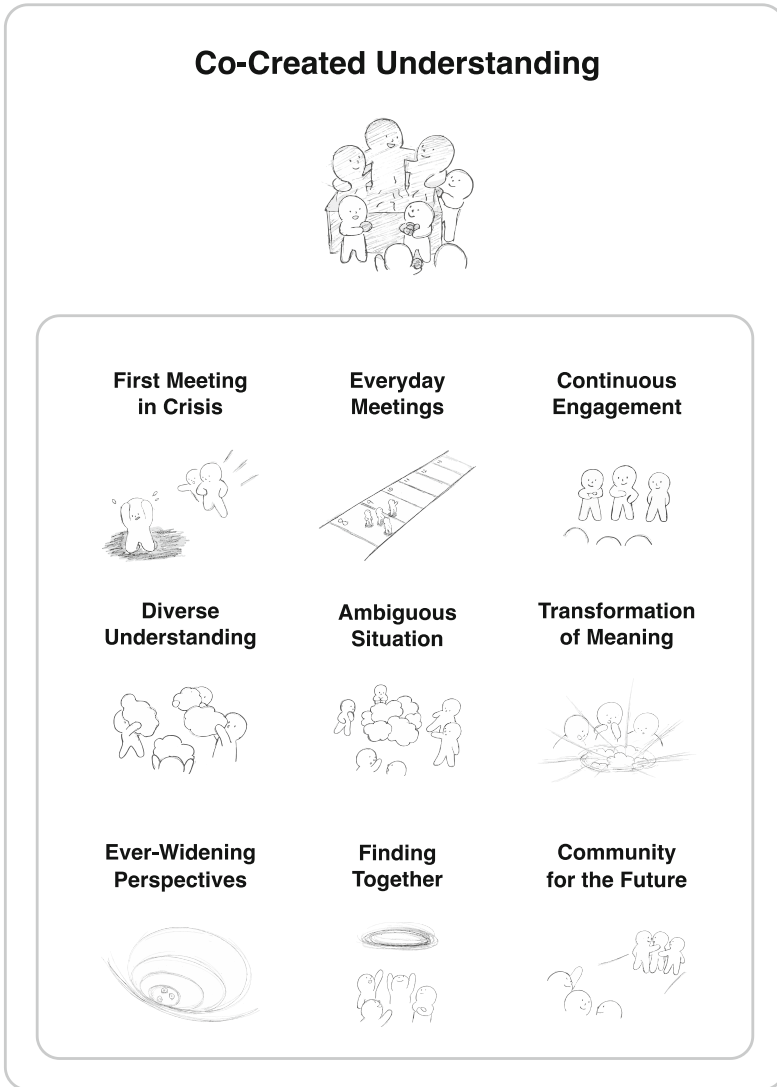 Co-Created Understanding
First Meeting
in Crisis
Everyday
Meetings
Continuous
Engagement
Diverse
Understanding
Ambiguous
Situation
Transformation
of Meaning
Ever-Widening
Perspectives
Finding
Together
Community
for the Future